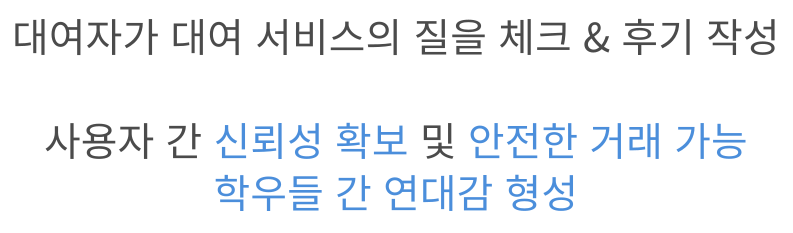 대여자가 대여 서비스의 질을 체크 & 후기 작성
사용자 간 신뢰성 확보 및 안전한 거래 가능
학우들 간 연대감 형성